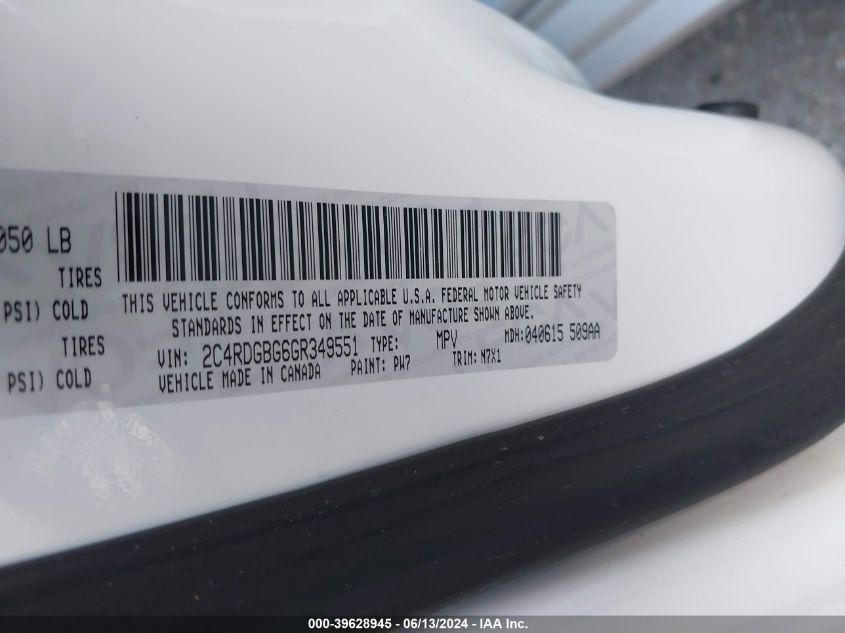 050 LB
TIRES
PSI) COLD
TIRES
PSI) COLD
THIS VEHICLE CONFORMS TO ALL APPLICABLE U.S.A. FEDERAL MOTOR VEHICLE SAFETY
STANDARDS IN EFFECT ON THE DATE OF MANUFACTURE SHOWN ABOVE.
VIN: 2C4RDGBG6GR349551 TYPE: MPV MDH:040615 509AA
VEHICLE MADE IN CANADA PAINT: PW7 TRIM: N7X1
000-39628945 - 06/13/2024 - IAA Inc.